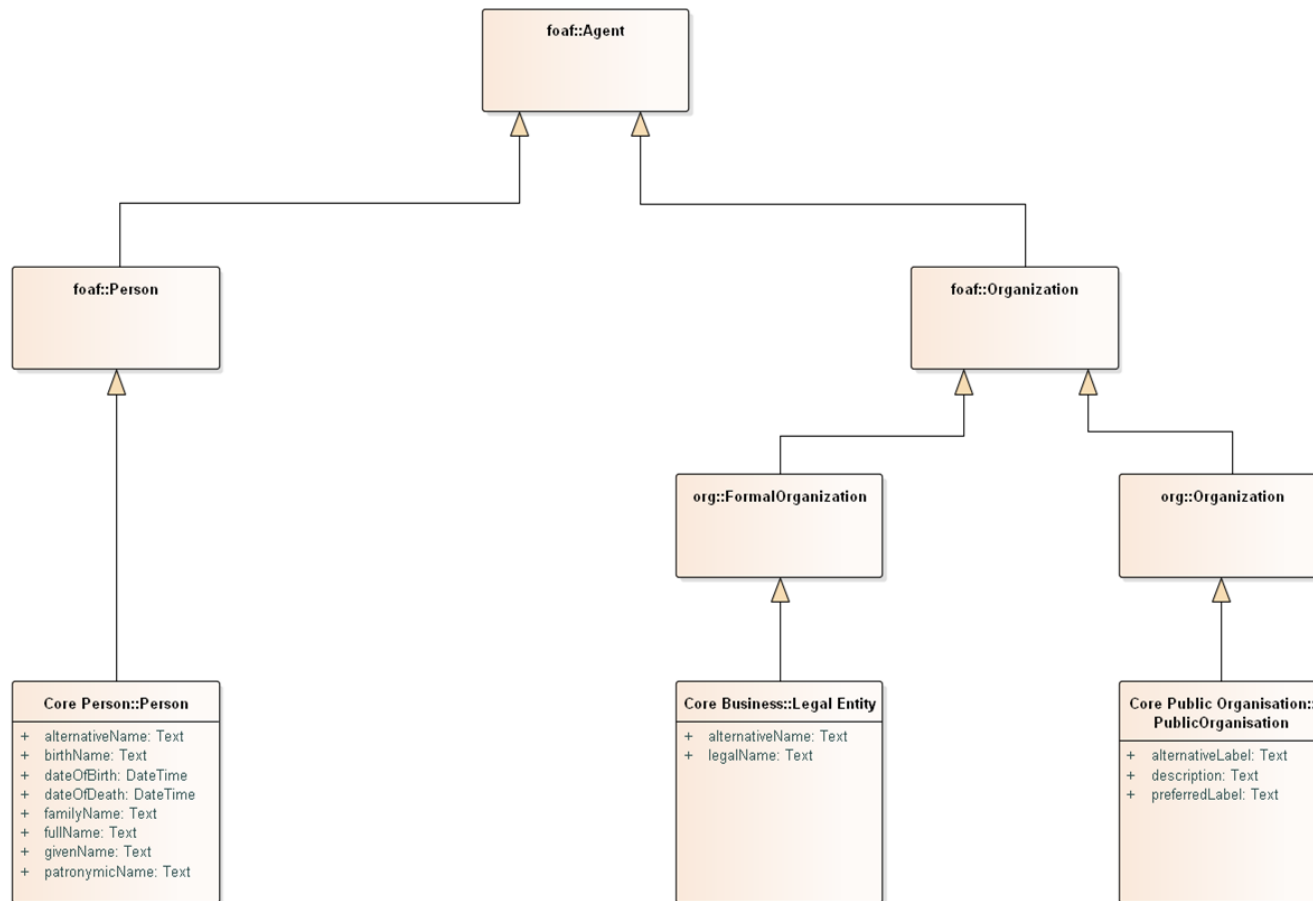 foaf::Agent
foaf::Person
foaf::Organization
org::FormalOrganization
org::Organization
Core Person::Person
+ alternativeName: Text
+ birthName: Text
+ dateOfBirth: DateTime
+ dateOfDeath: DateTime
+ familyName: Text
+ fullName: Text
+ givenName: Text
+ patronymicName: Text
Core Business::Legal Entity
+ alternativeName: Text
+ legalName: Text
Core Public Organisation::
PublicOrganisation
+ alternativeLabel: Text
+ description: Text
+ preferredLabel: Text